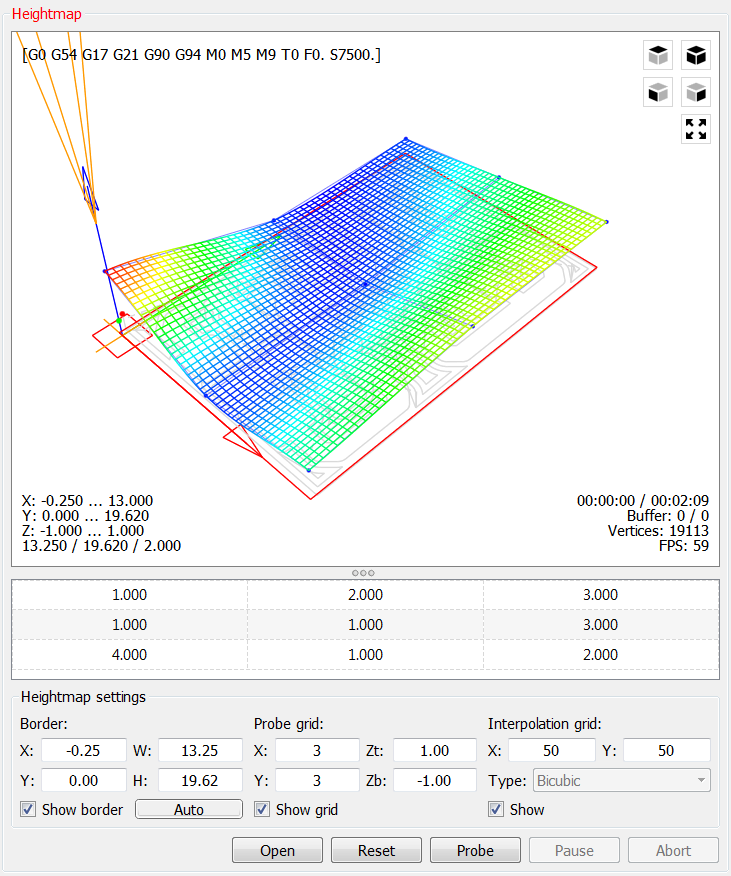 Heightmap
[G0 G54 G17 G21 G90 G94 M0 M5 M9 T0 F0. S7500.]
X: -0.250 ... 13.000
Y: 0.000 ... 19.620
Z: -1.000 ... 1.000
13.250 / 19.620 / 2.000
00:00:00 / 00:02:09
Buffer: 0 / 0
Vertices: 19113
FPS: 59
1.000 2.000 3.000
1.000 1.000 3.000
4.000 1.000 2.000
Heightmap settings
Border: Probe grid: Interpolation grid:
X: -0.25 W: 13.25 X: 3 Zt: 1.00 X: 50 Y: 50
Y: 0.00 H: 19.62 Y: 3 Zb: -1.00 Type: Bicubic
Show border Auto Show grid Show
Open Reset Probe Pause Abort